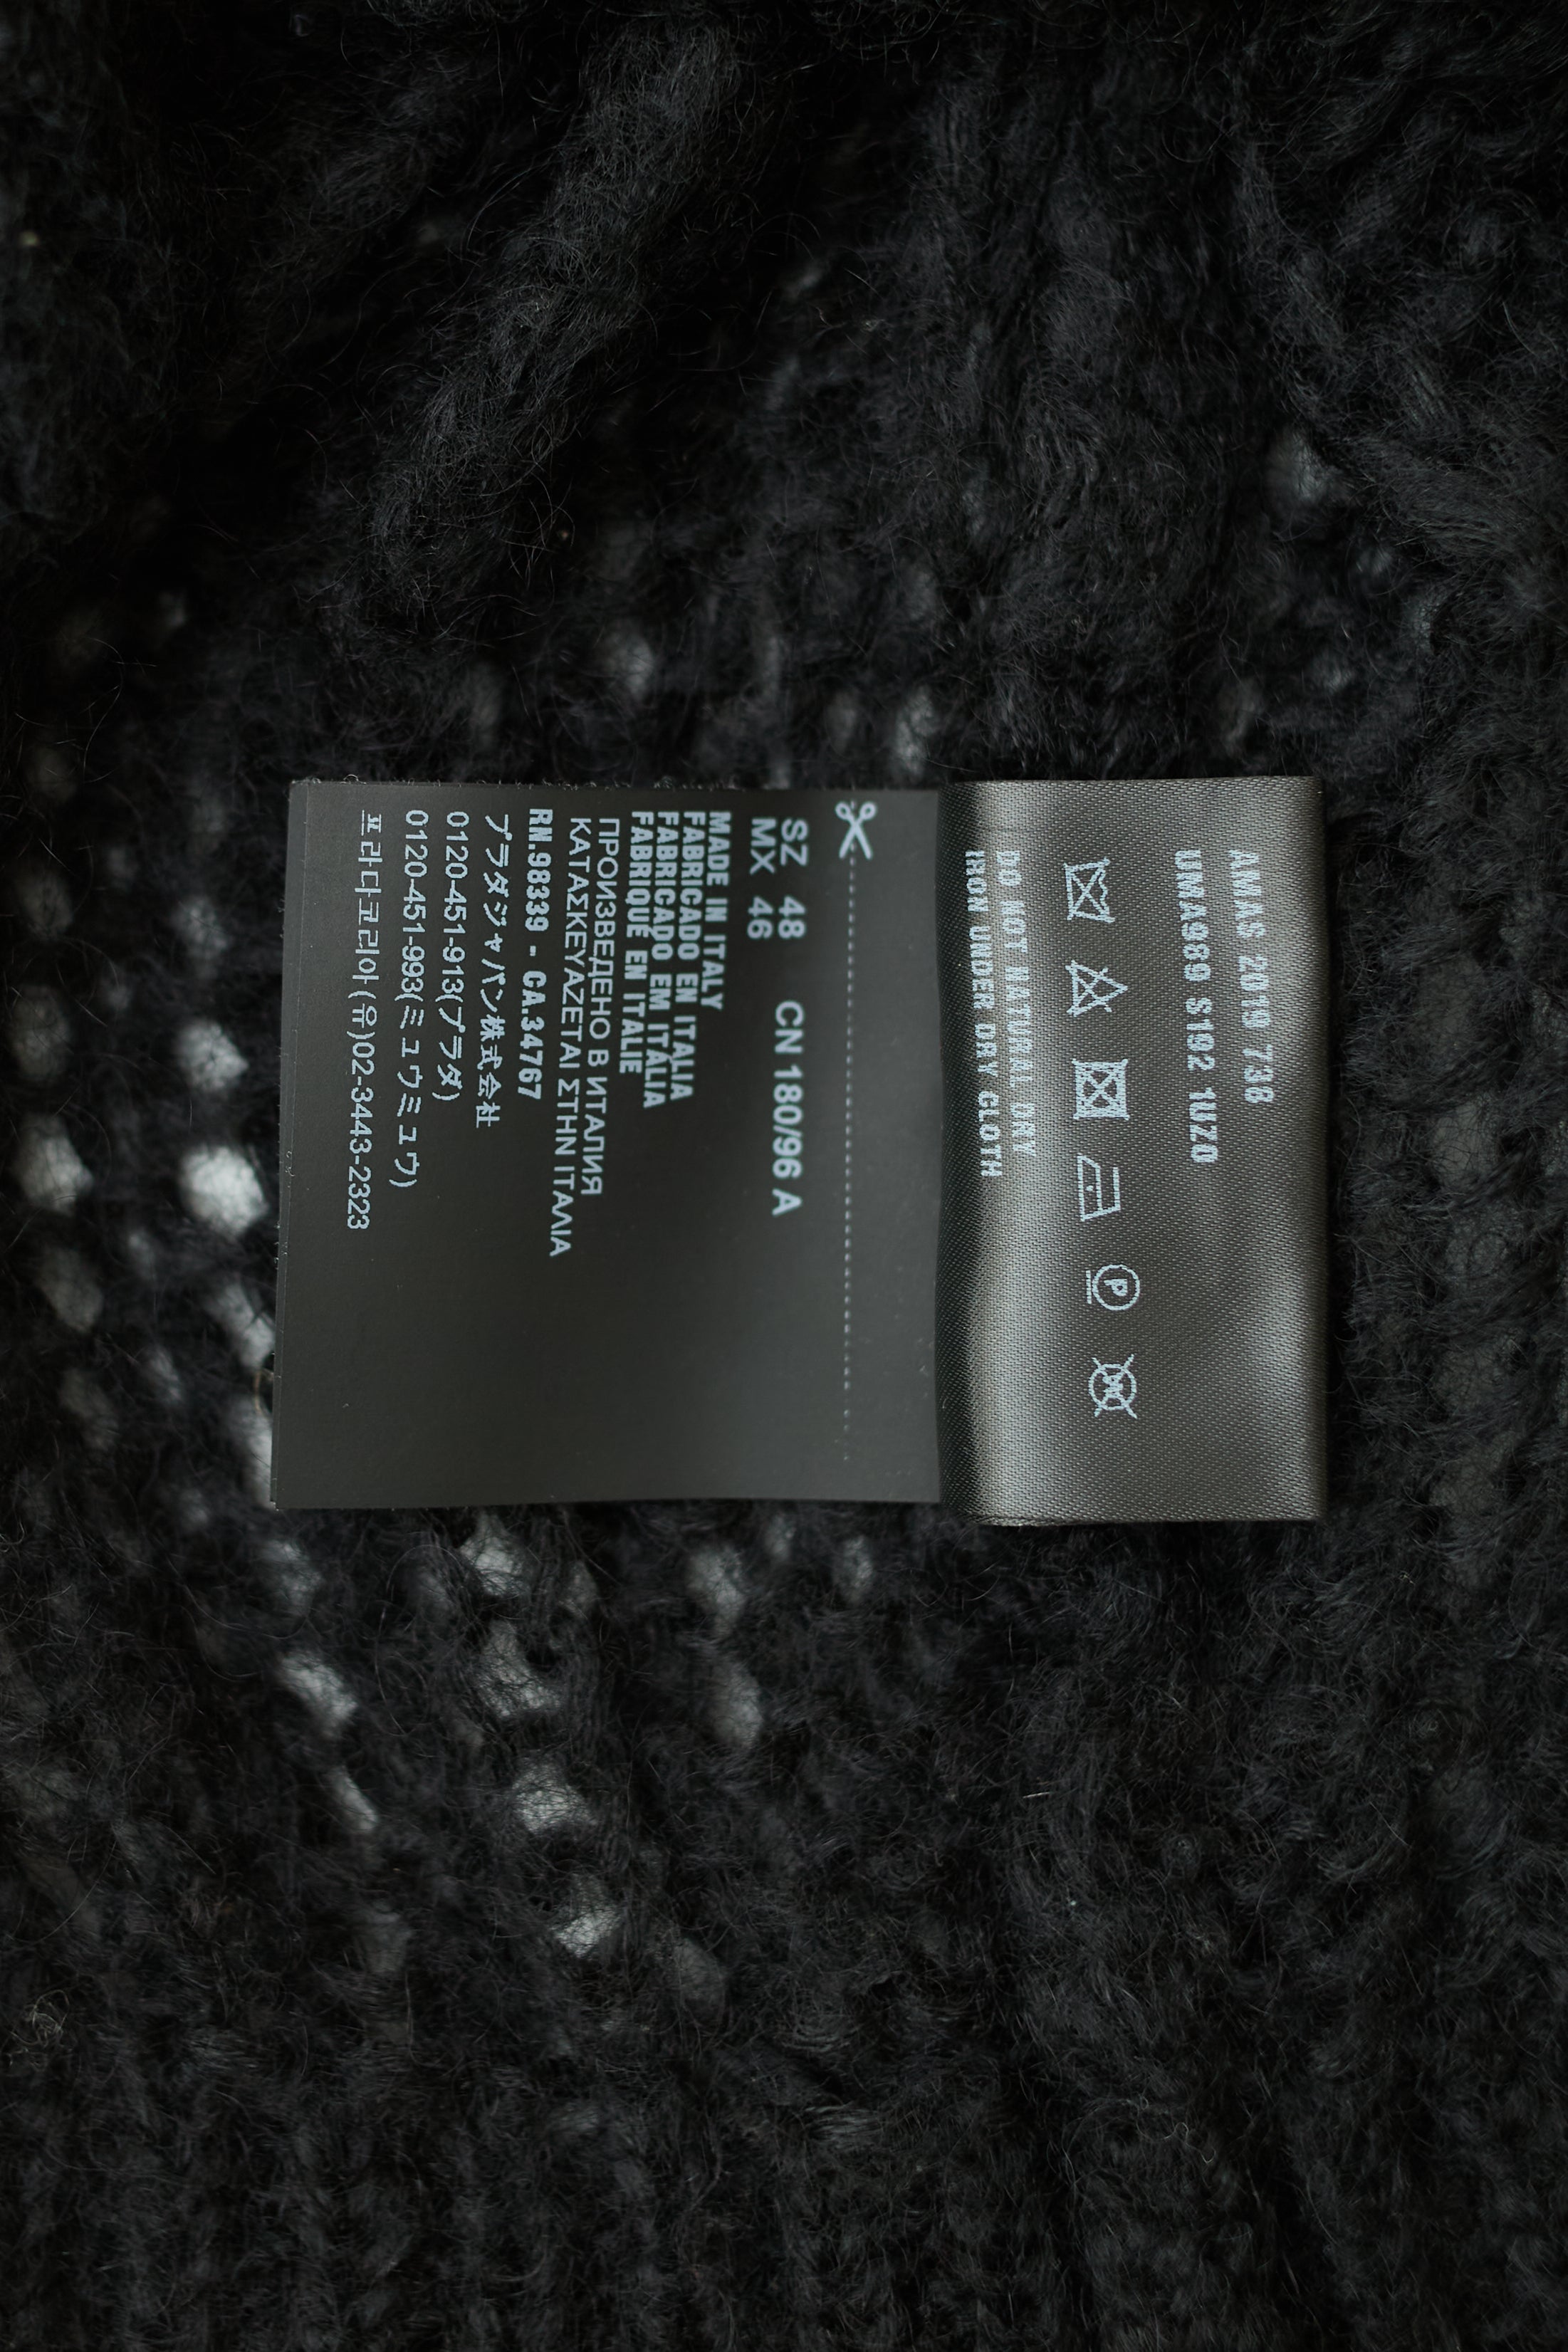 AMAS 2019 736
UMA989 S192 1UZ0
DO NOT NATURAL DRY
IRON UNDER DRY CLOTH
SZ 48 CN 180/96 A
MX 46
MADE IN ITALY
FABRICADO EN ITALIA
FABRICADO EM ITÁLIA
FABRIQUE EN ITALIE
ПРОИЗВЕДЕНО В ИТАЛИЯ
ΚΑΤΑΣΚΕΥΑΖΕΤΑΙ ΣΤΗΝ ΙΤΑΛΙΑ
RN.98339 - CA.34767
プラダジャパン株式会社
0120-451-913(プラダ)
0120-451-993(ミュウミュウ)
프라다코리아(유)02-3443-2323